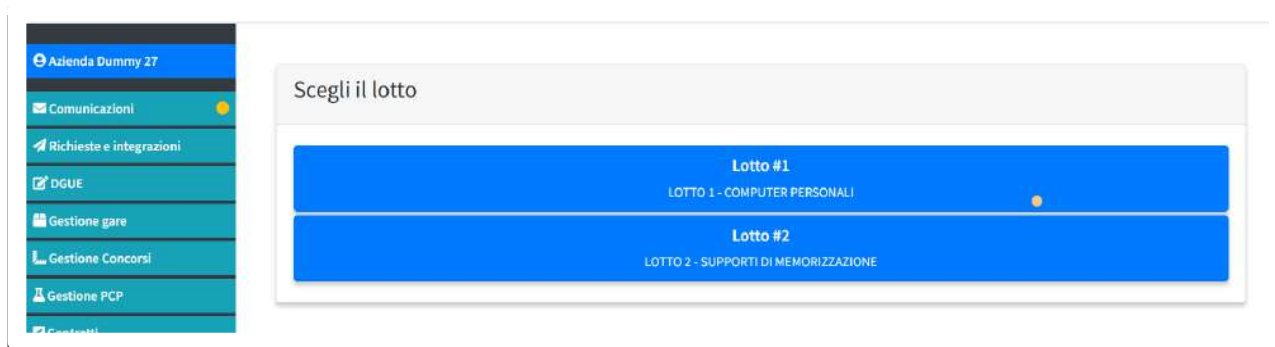 Azienda Dummy 27
Comunicazioni
Richieste e integrazioni
DGUE
Gestione gare
Gestione Concorsi
Gestione PCP
Scegli il lotto
Lotto #1
LOTTO 1 - COMPUTER PERSONALI
Lotto #2
LOTTO 2 - SUPPORTI DI MEMORIZZAZIONE